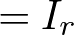 = I_r